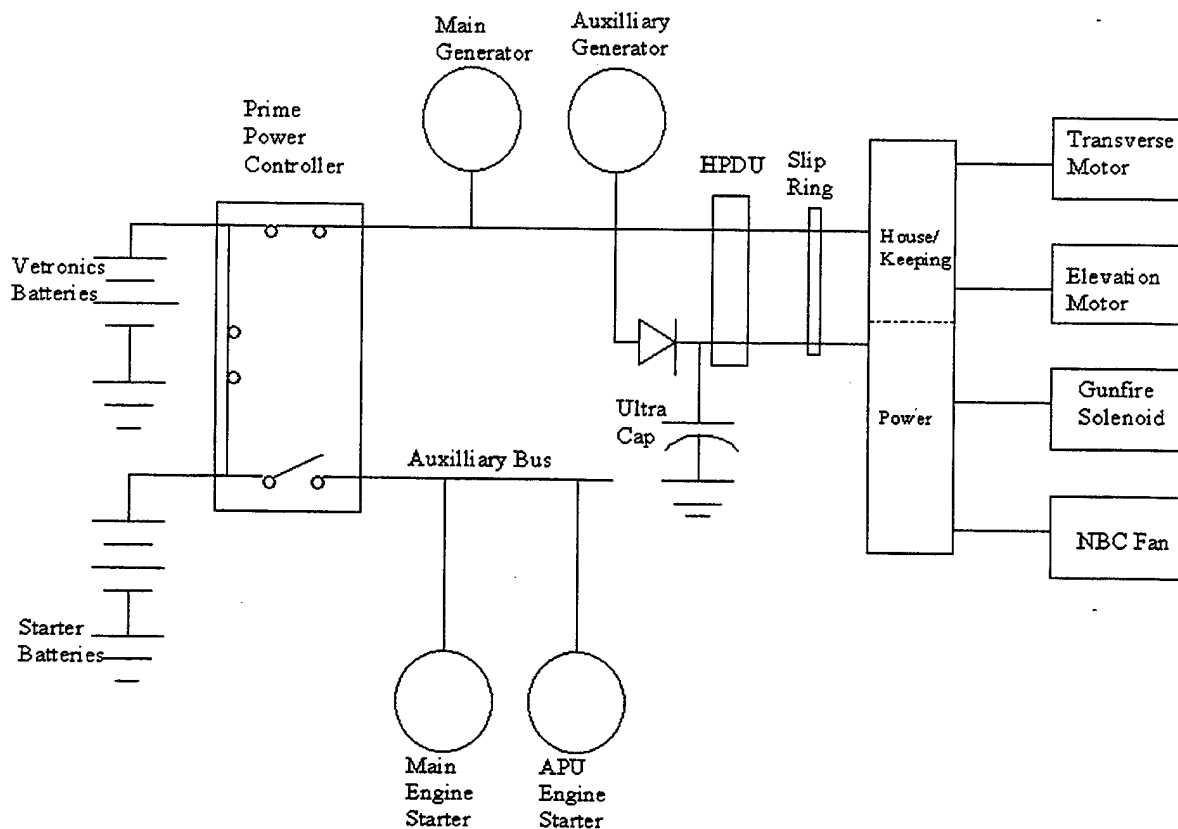 Main
Generator
Auxilliary
Generator
Prime
Power
Controller
HPDU
Slip
Ring
Transverse
Motor
House/
Keeping
Vetronics
Batteries
Elevation
Motor
Ultra
Cap
Power
Gunfire
Solenoid
Auxilliary Bus
NBC Fan
Starter
Batteries
Main
Engine
Starter
APU
Engine
Starter